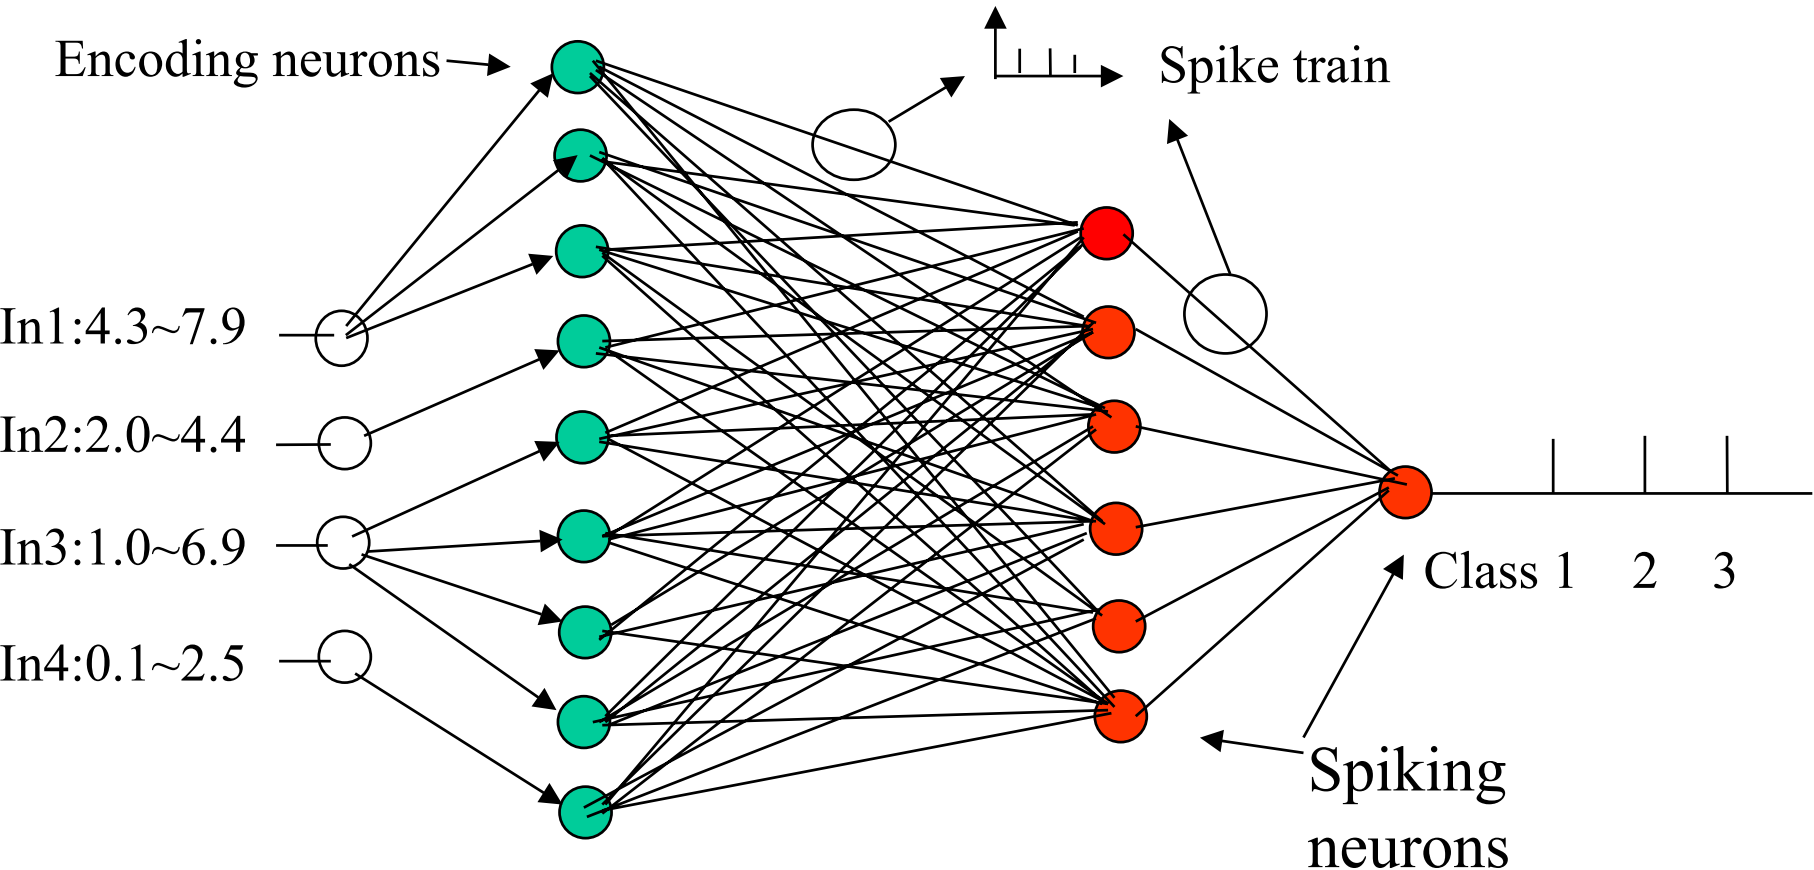 Encoding neurons
Spike train
In1:4.3~7.9
In2:2.0~4.4
In3:1.0~6.9
In4:0.1~2.5
Class 1 2 3
Spiking
neurons